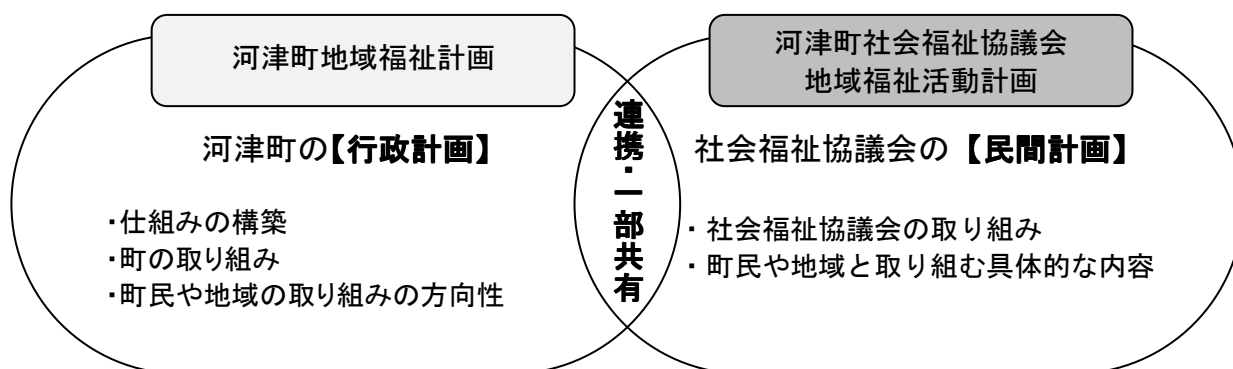 河津町地域福祉計画
河津町の【行政計画】
・仕組みの構築
・町の取り組み
・町民や地域の取り組みの方向性
連携・一部共有
河津町社会福祉協議会
地域福祉活動計画
社会福祉協議会の【民間計画】
・社会福祉協議会の取り組み
・町民や地域と取り組む具体的な内容